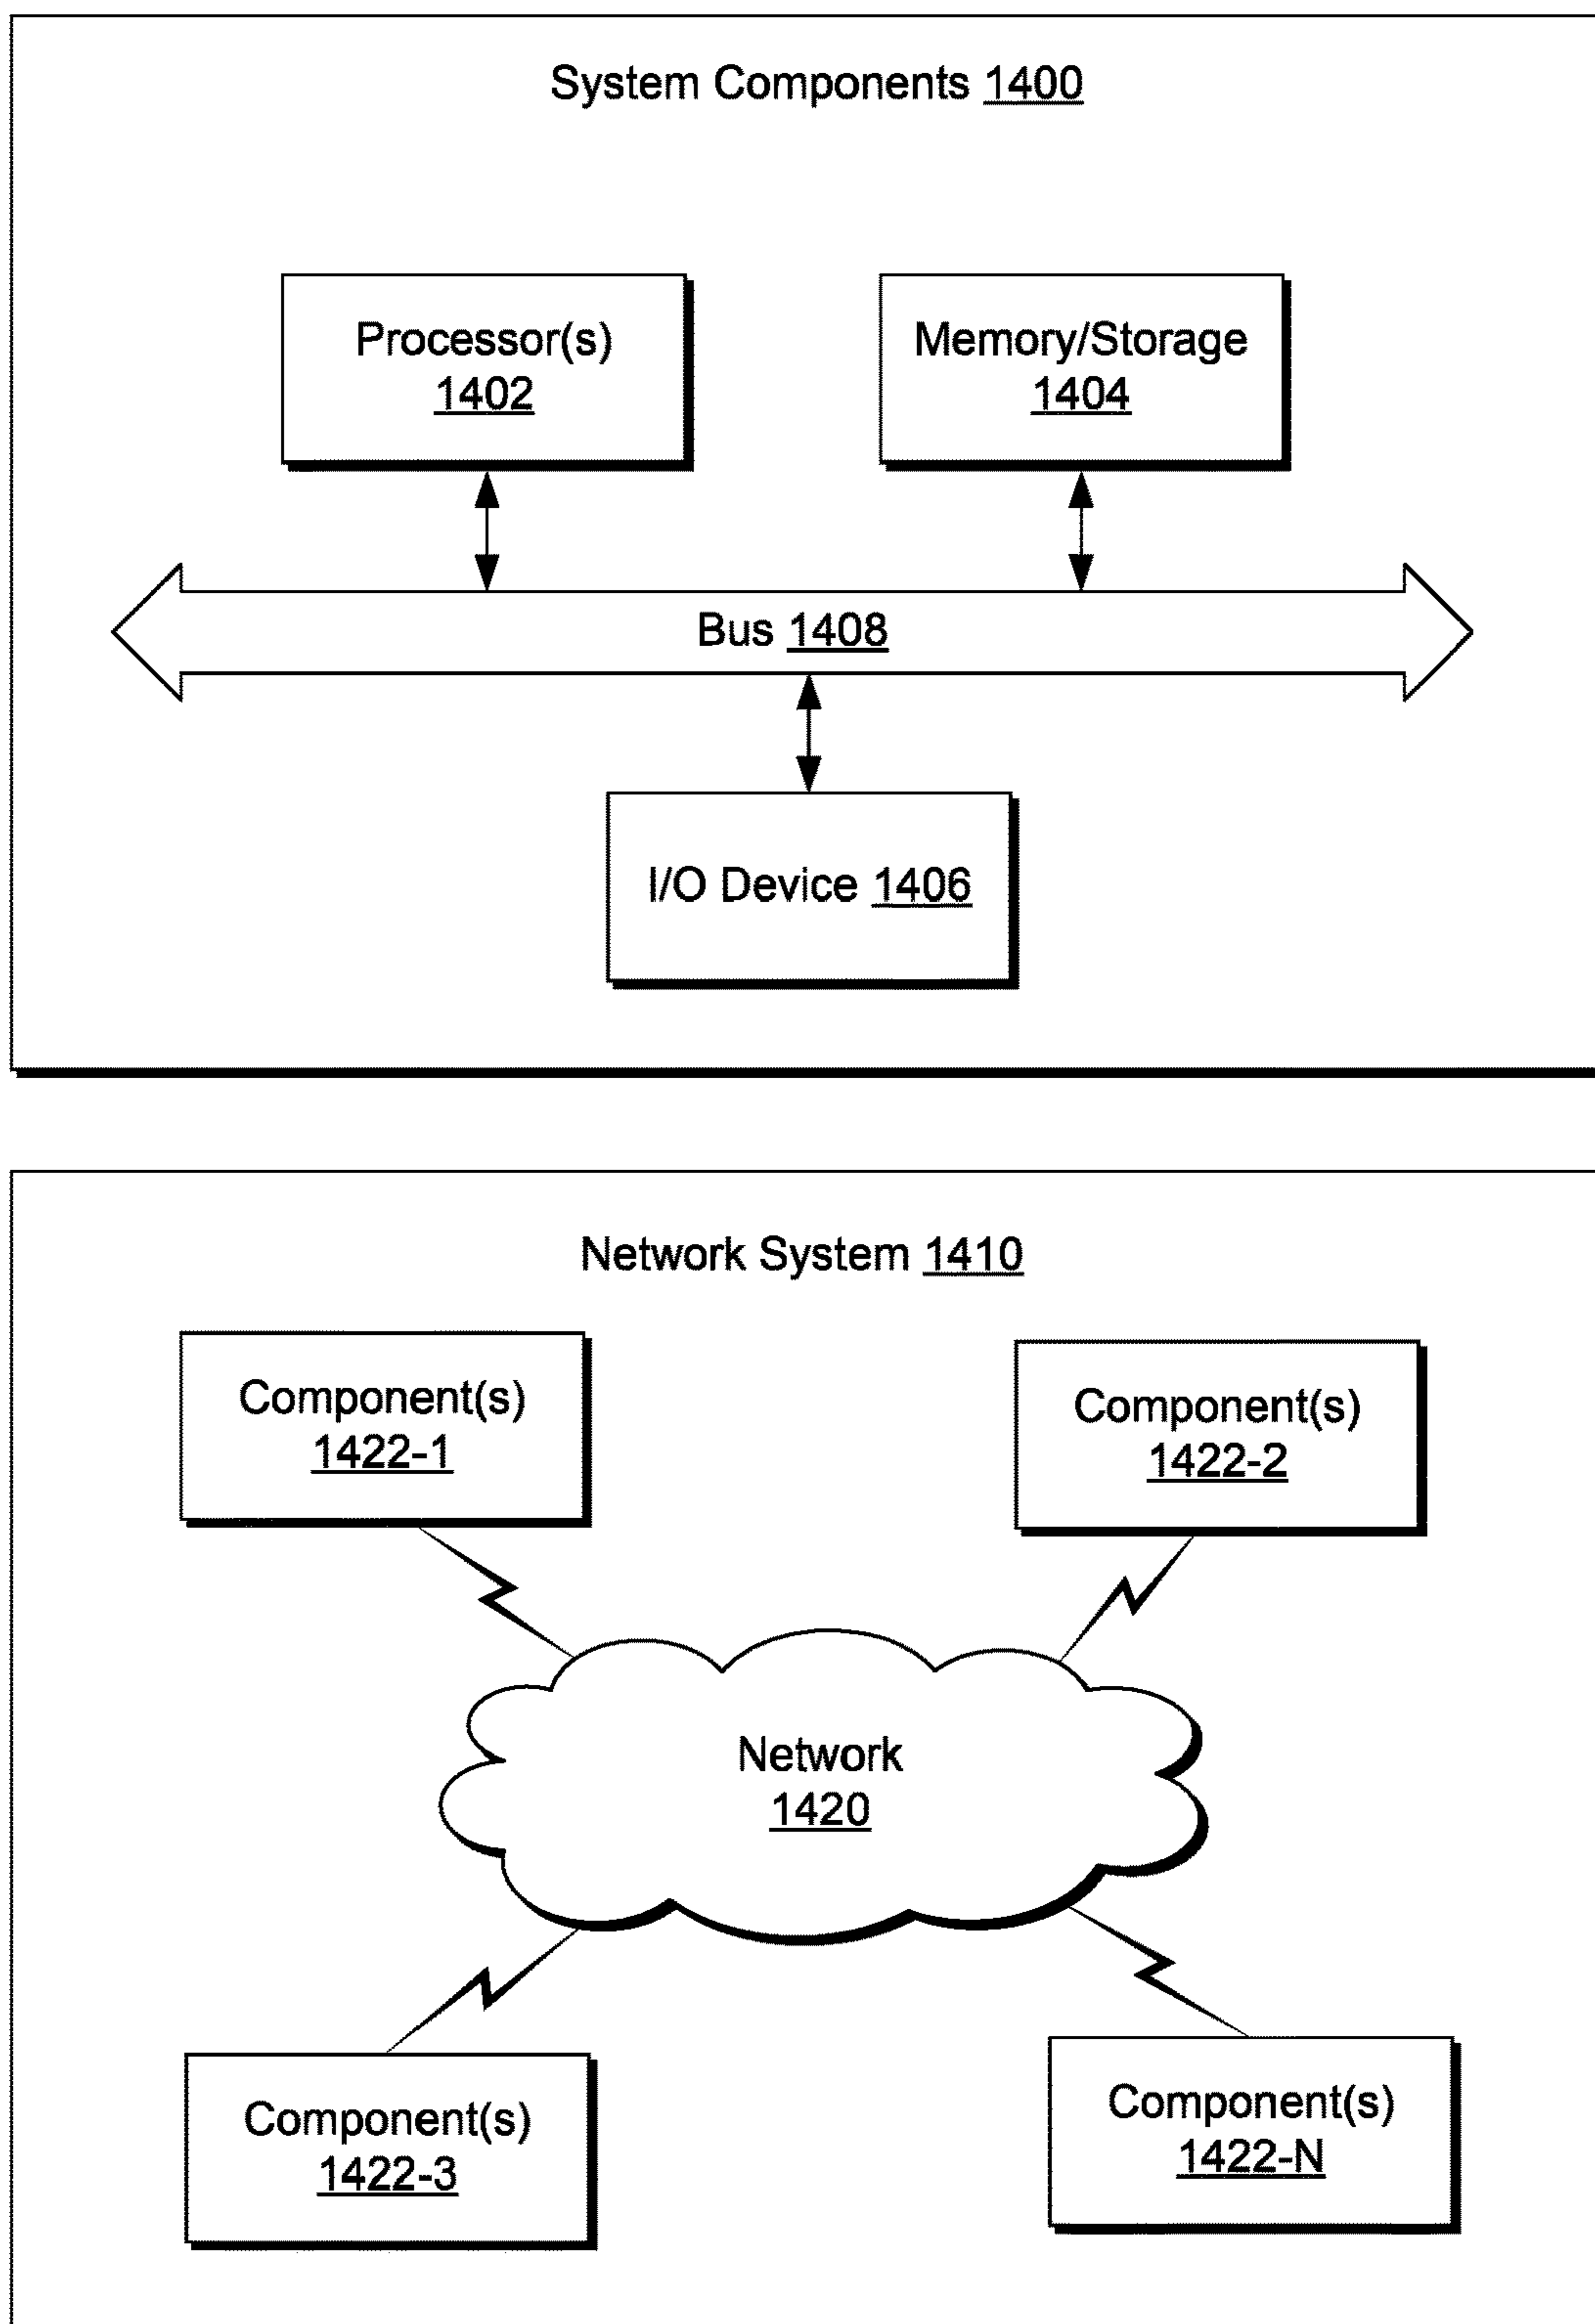 System Components 1400
Processor(s)
1402
Memory/Storage
1404
Bus 1408
I/O Device 1406
Network System 1410
Component(s)
1422-1
Component(s)
1422-2
Network
1420
Component(s)
1422-3
Component(s)
1422-N